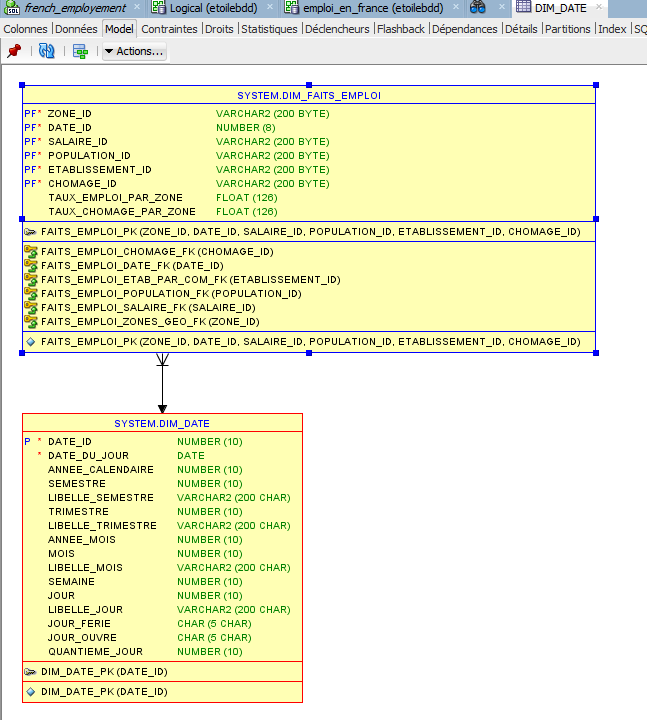 SQL french_employement Logical (etoilebdd) emploi_en_france (etoilebdd) DIM_DATE
Colonnes Données Model Contraintes Droits Statistiques Déclencheurs Flashback Dépendances Détails Partitions Index SQ
Actions...
SYSTEM.DIM_FAITS_EMPLOI
PF* ZONE_ID VARCHAR2 (200 BYTE)
PF* DATE_ID NUMBER (8)
PF* SALAIRE_ID VARCHAR2 (200 BYTE)
PF* POPULATION_ID VARCHAR2 (200 BYTE)
PF* ETABLISSEMENT_ID VARCHAR2 (200 BYTE)
PF* CHOMAGE_ID VARCHAR2 (200 BYTE)
TAUX_EMPLOI_PAR_ZONE FLOAT (126)
TAUX_CHOMAGE_PAR_ZONE FLOAT (126)
FAITS_EMPLOI_PK (ZONE_ID, DATE_ID, SALAIRE_ID, POPULATION_ID, ETABLISSEMENT_ID, CHOMAGE_ID)
FAITS_EMPLOI_CHOMAGE_FK (CHOMAGE_ID)
FAITS_EMPLOI_DATE_FK (DATE_ID)
FAITS_EMPLOI_ETAB_PAR_COM_FK (ETABLISSEMENT_ID)
FAITS_EMPLOI_POPULATION_FK (POPULATION_ID)
FAITS_EMPLOI_SALAIRE_FK (SALAIRE_ID)
FAITS_EMPLOI_ZONES_GEO_FK (ZONE_ID)
FAITS_EMPLOI_PK (ZONE_ID, DATE_ID, SALAIRE_ID, POPULATION_ID, ETABLISSEMENT_ID, CHOMAGE_ID)
SYSTEM.DIM_DATE
P * DATE_ID NUMBER (10)
* DATE_DU_JOUR DATE
ANNEE_CALENDAIRE NUMBER (10)
SEMESTRE NUMBER (10)
LIBELLE_SEMESTRE VARCHAR2 (200 CHAR)
TRIMESTRE NUMBER (10)
LIBELLE_TRIMESTRE VARCHAR2 (200 CHAR)
ANNEE_MOIS NUMBER (10)
MOIS NUMBER (10)
LIBELLE_MOIS VARCHAR2 (200 CHAR)
SEMAINE NUMBER (10)
JOUR NUMBER (10)
LIBELLE_JOUR VARCHAR2 (200 CHAR)
JOUR_FERIE CHAR (5 CHAR)
JOUR_OUVRE CHAR (5 CHAR)
QUANTIEME_JOUR NUMBER (10)
DIM_DATE_PK (DATE_ID)
DIM_DATE_PK (DATE_ID)